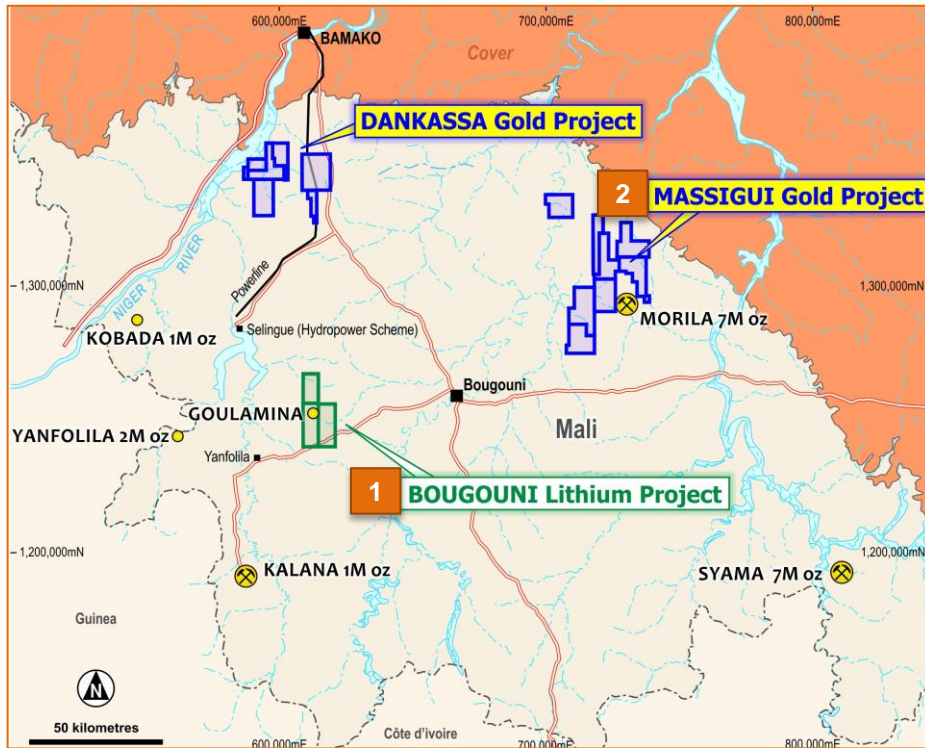 600,000mE
700,000mE
800,000mE
BAMAKO
Cover
DANKASSA Gold Project
2
MASSIGUI Gold Project
NIGER RIVER
Powerline
1,300,000mN
1,300,000mN
MORILA 7M oz
KOBADA 1M oz
Selingue (Hydropower Scheme)
Bougouni
GOULAMINA
Mali
YANFOLILA 2M oz
Yanfolila
1
BOUGOUNI Lithium Project
1,200,000mN
1,200,000mN
KALANA 1M oz
SYAMA 7M oz
Guinea
N
50 kilometres
Côte d'ivoire
600,000mE
700,000mE
800,000mE